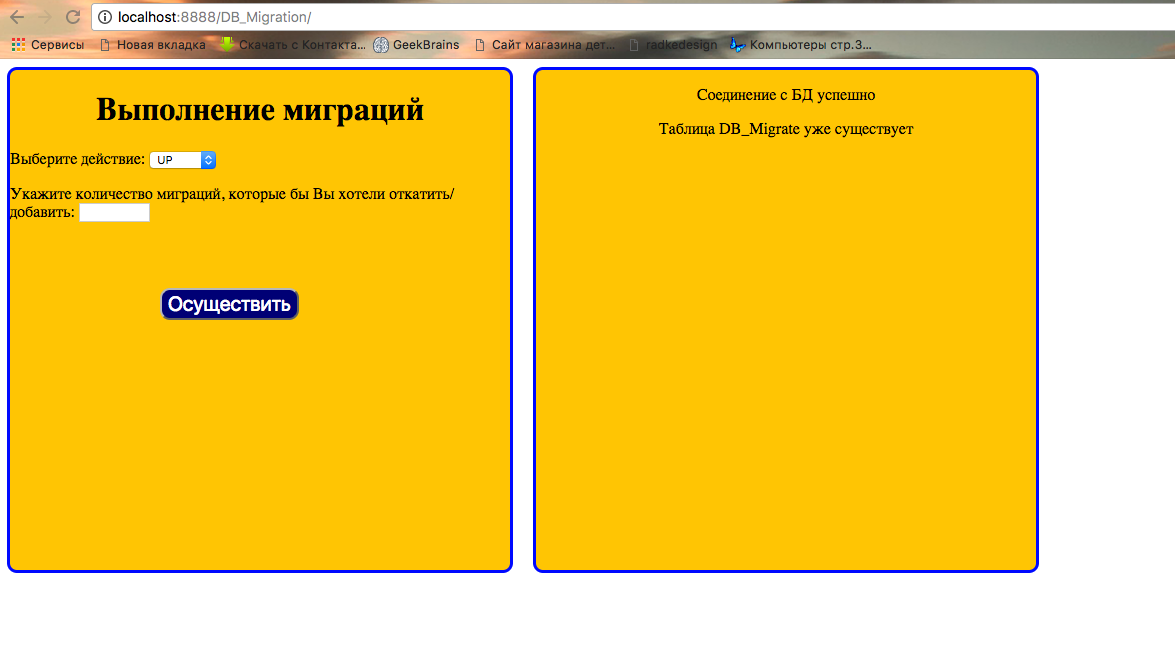 localhost:8888/DB_Migration/
Сервисы Новая вкладка Скачать с Контакта... GeekBrains Сайт магазина дет... radkedesign Компьютеры стр.3...
Выполнение миграций
Выберите действие: UP
Укажите количество миграций, которые бы Вы хотели откатить/
добавить:
Осуществить
Соединение с БД успешно
Таблица DB_Migrate уже существует